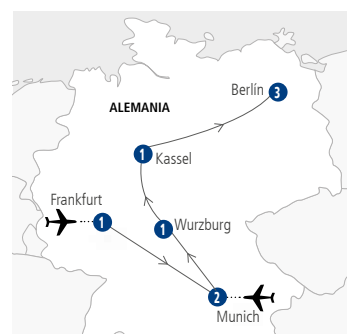 Berlín
3
ALEMANIA
1
Kassel
Frankfurt
1
1
Wurzburg
2
Munich